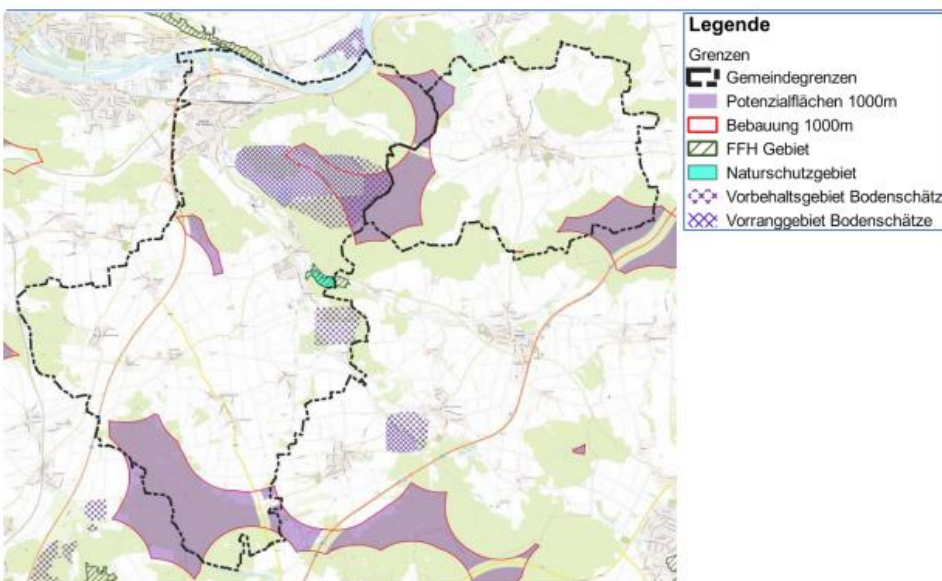 Legende
Grenzen
Gemeindegrenzen
Potenzialflächen 1000m
Bebauung 1000m
FFH Gebiet
Naturschutzgebiet
Vorbehaltsgebiet Bodenschätz
Vorranggebiet Bodenschätze